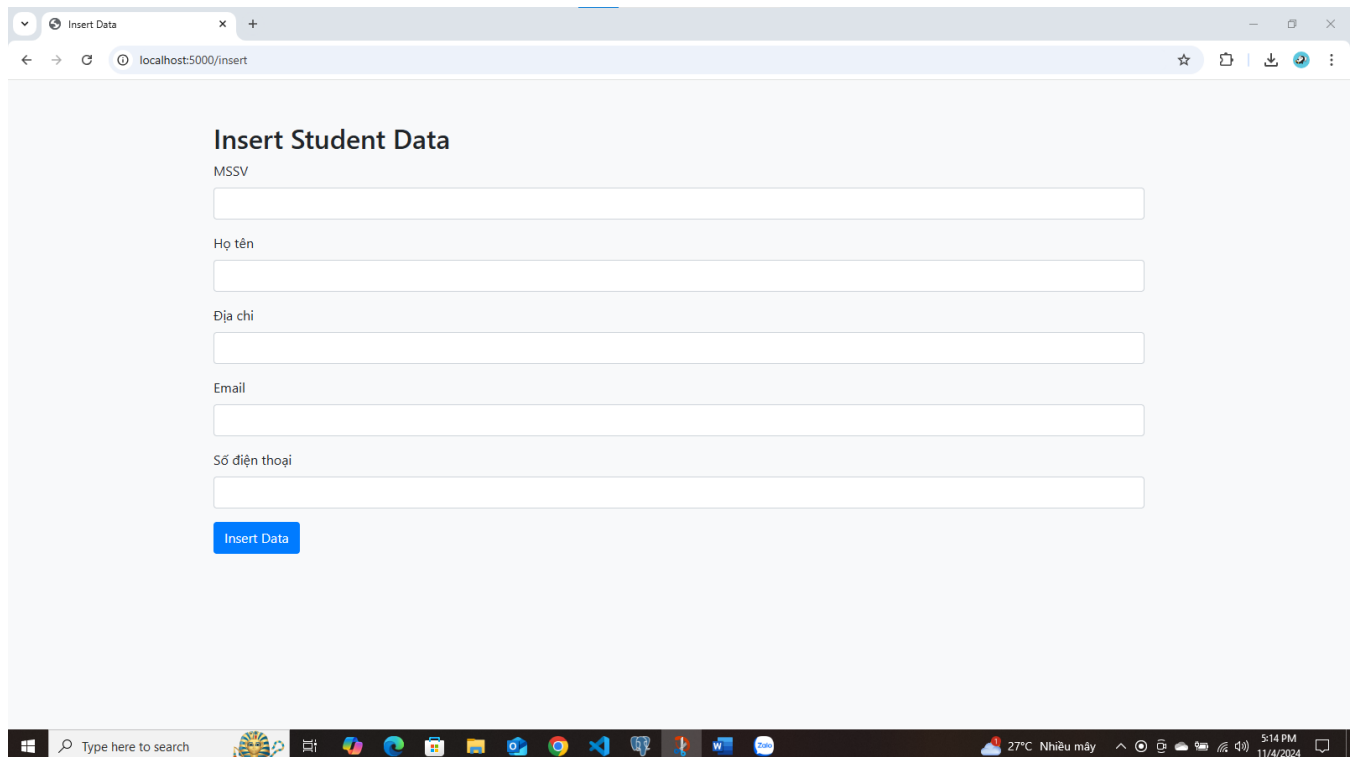 Insert Data
localhost:5000/insert
Insert Student Data
MSSV
Họ tên
Địa chỉ
Email
Số điện thoại
Insert Data
Type here to search
Zalo
27°C Nhiều mây
5:14 PM
11/4/2024